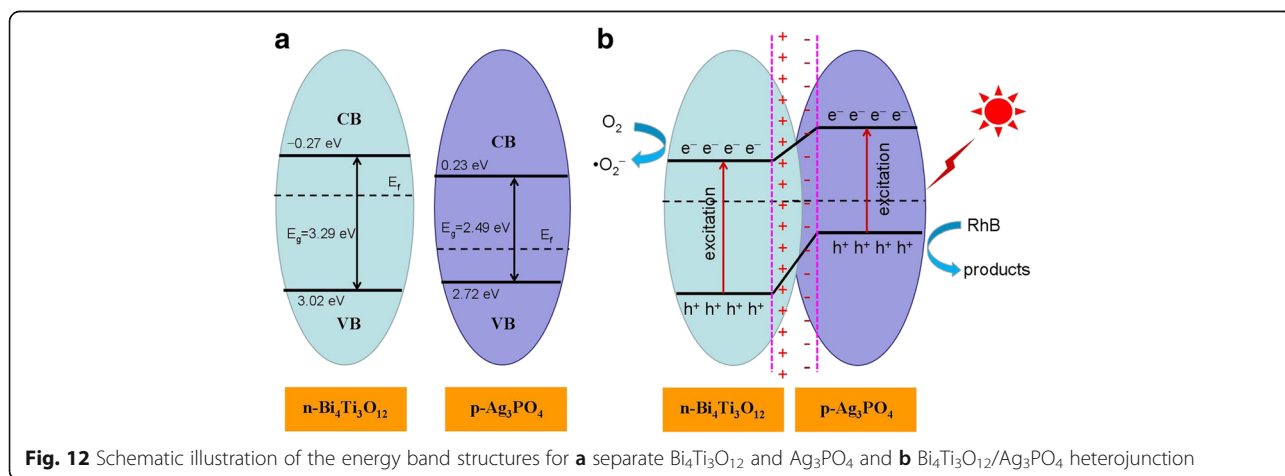 a
CB
−0.27 eV
E_f
E_g=3.29 eV
3.02 eV
VB
n-Bi₄Ti₃O₁₂
CB
0.23 eV
E_g=2.49 eV
E_f
2.72 eV
VB
p-Ag₃PO₄
b
O₂
•O₂⁻
e⁻ e⁻ e⁻ e⁻
excitation
h⁺ h⁺ h⁺ h⁺
n-Bi₄Ti₃O₁₂
+ + + + + + + + + + + + + + + + +
- - - - - - - - - - - - - - - -
e⁻ e⁻ e⁻ e⁻
excitation
h⁺ h⁺ h⁺ h⁺
RhB
products
p-Ag₃PO₄
Fig. 12 Schematic illustration of the energy band structures for a separate Bi₄Ti₃O₁₂ and Ag₃PO₄ and b Bi₄Ti₃O₁₂/Ag₃PO₄ heterojunction